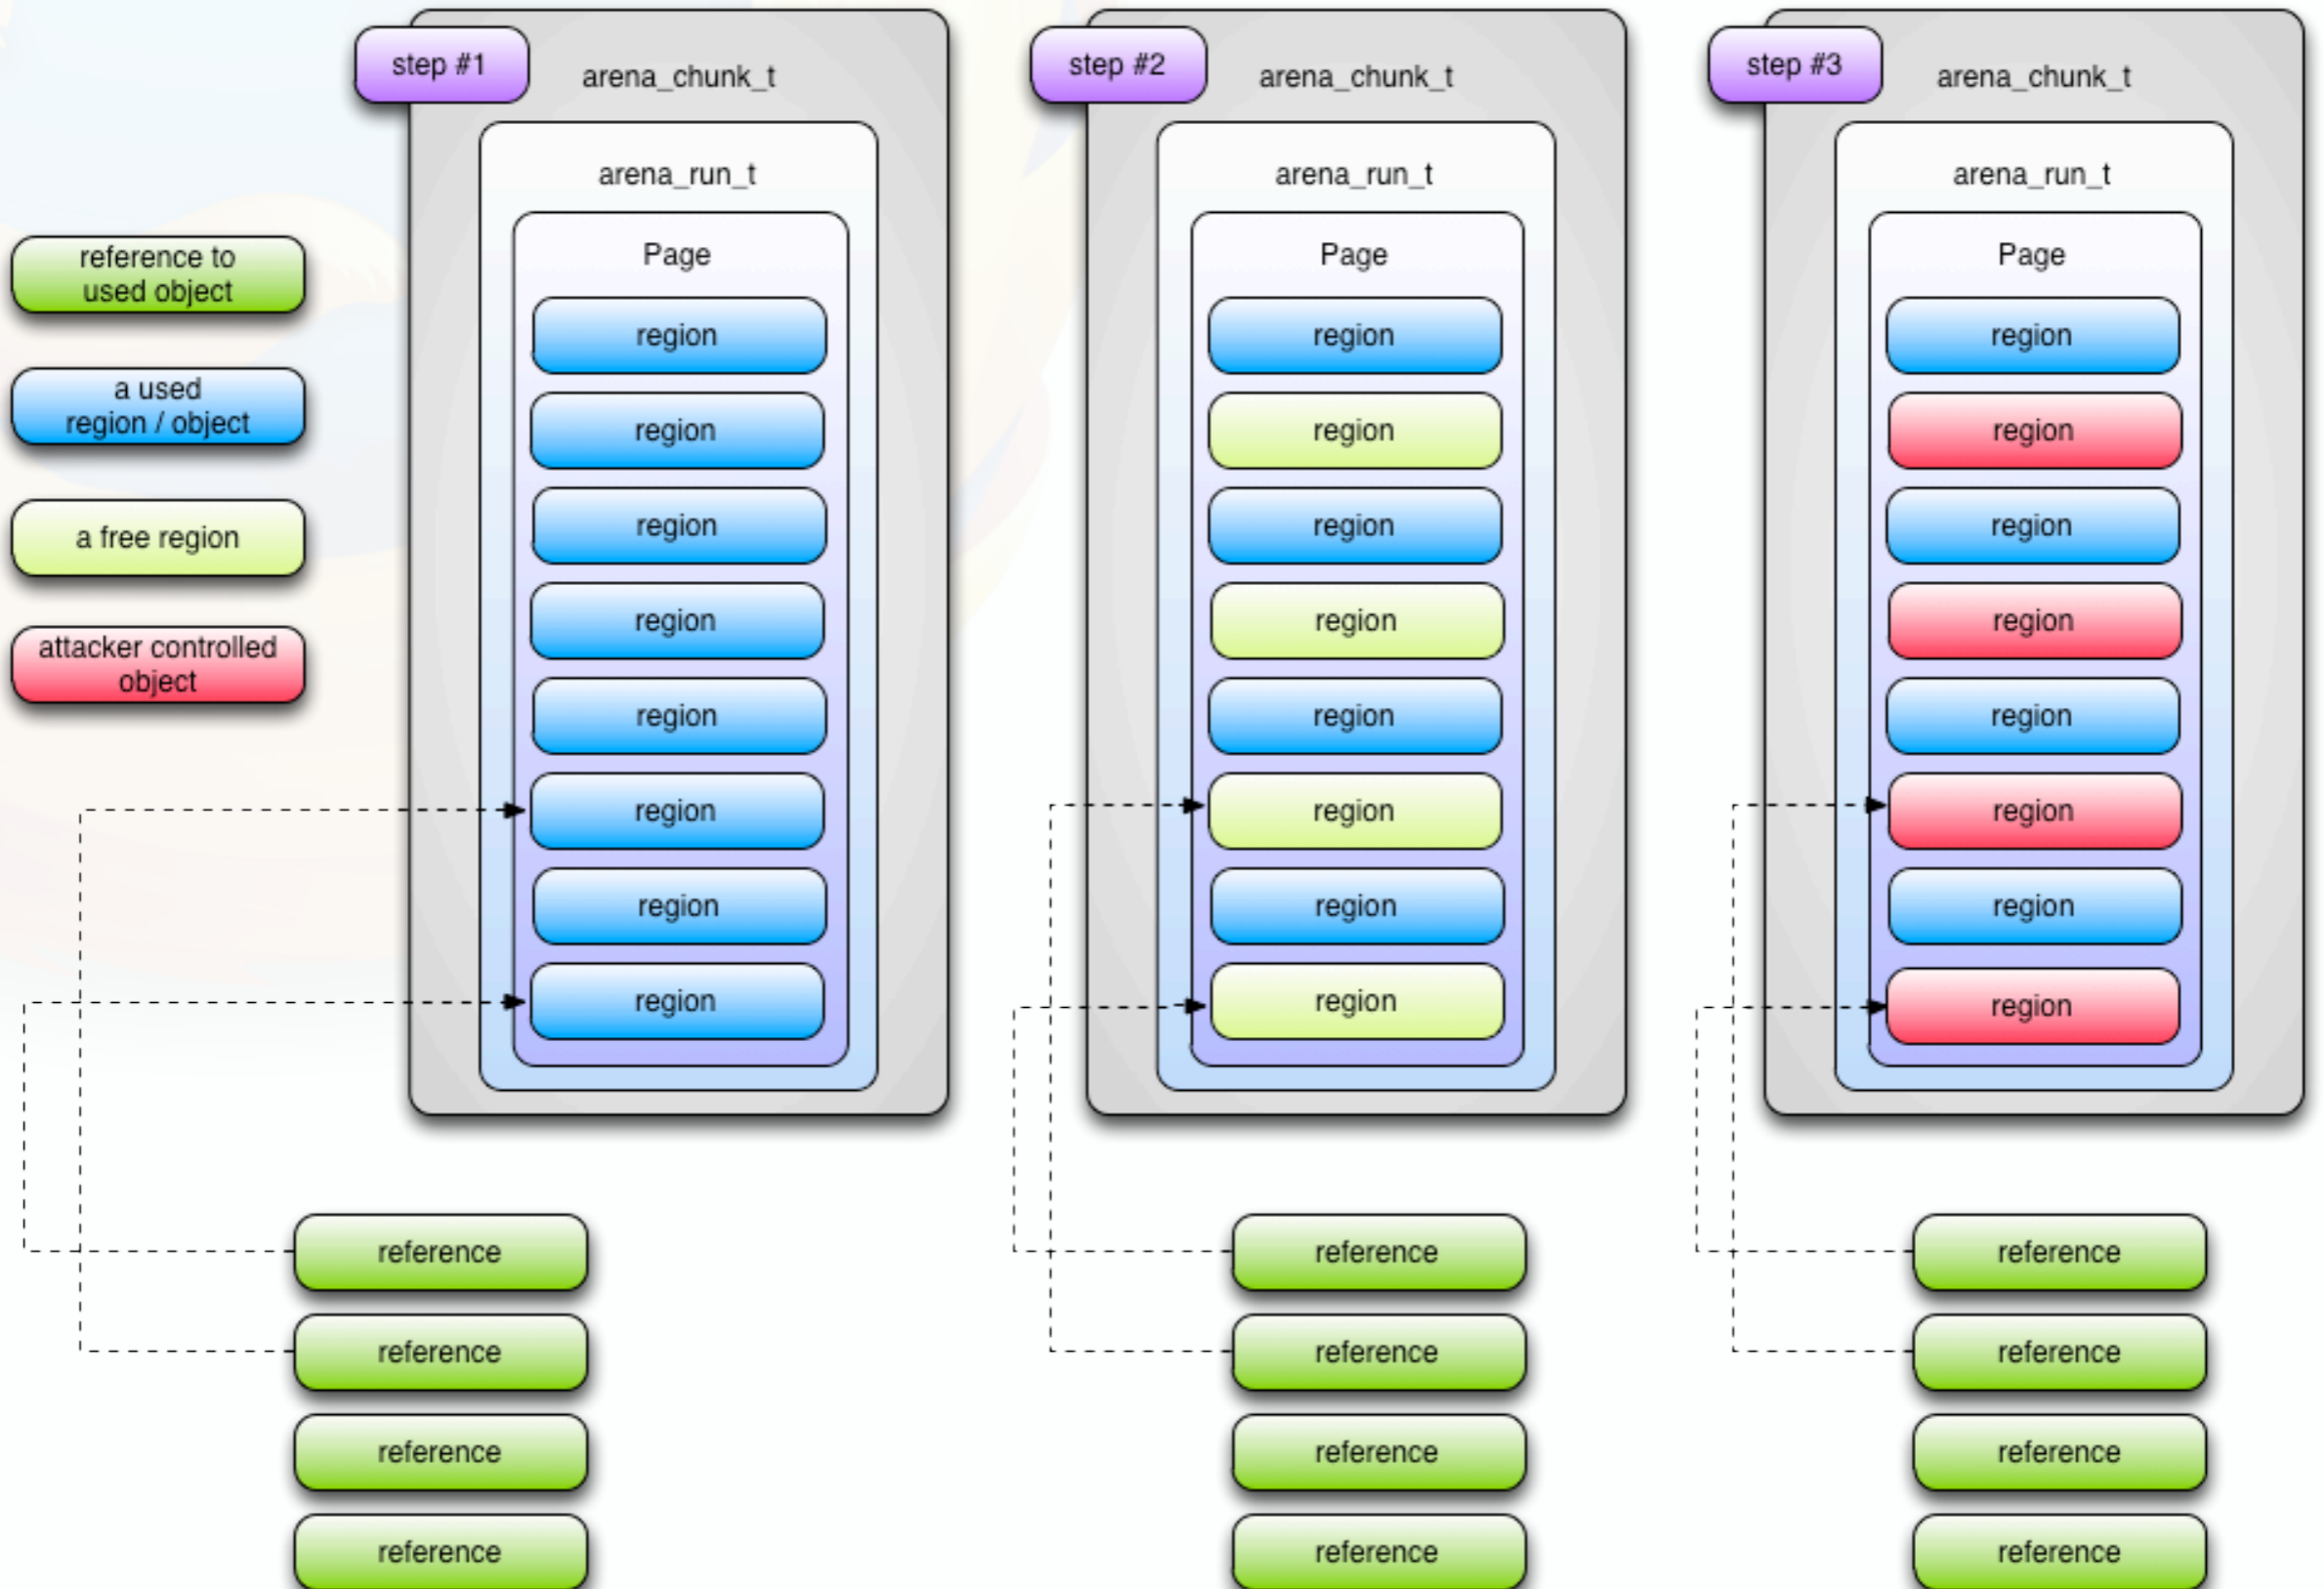 step #1
arena_chunk_t
arena_run_t
Page
region
region
region
region
region
region
region
region
step #2
arena_chunk_t
arena_run_t
Page
region
region
region
region
region
region
region
region
step #3
arena_chunk_t
arena_run_t
Page
region
region
region
region
region
region
region
region
reference to
used object
a used
region / object
a free region
attacker controlled
object
reference
reference
reference
reference
reference
reference
reference
reference
reference
reference
reference
reference